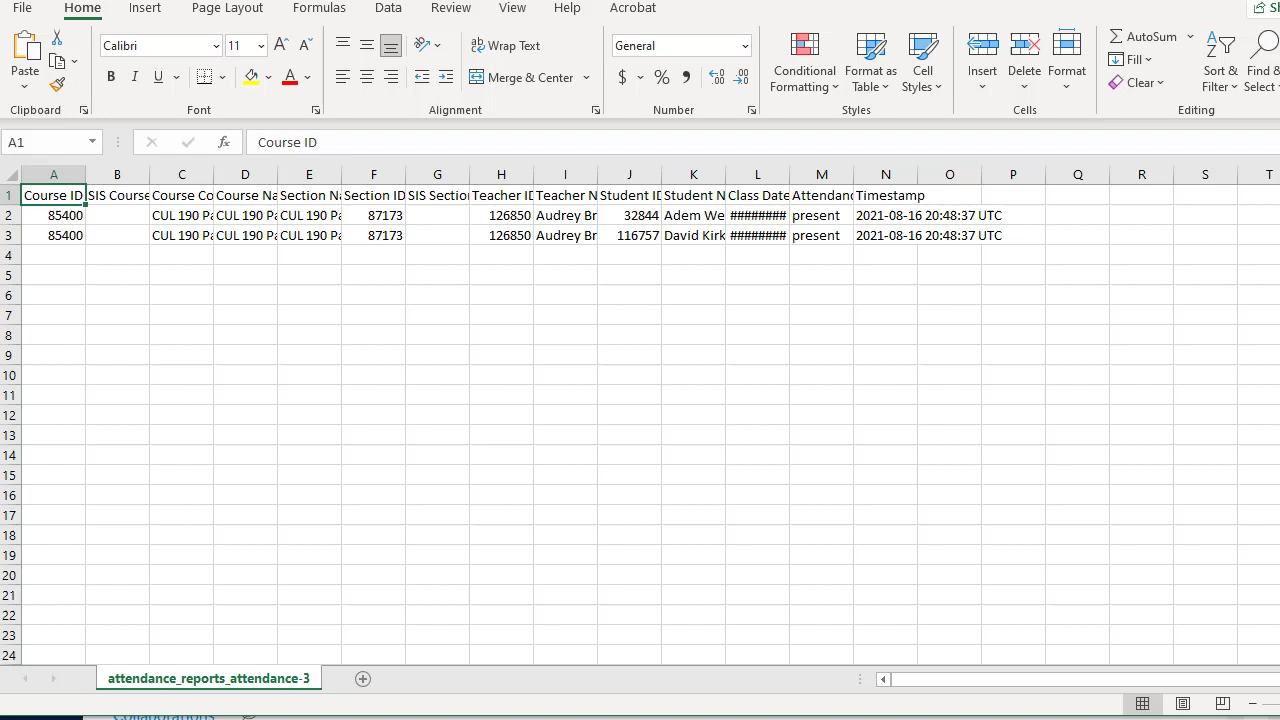 File Home Insert Page Layout Formulas Data Review View Help Acrobat
Calibri 11 Wrap Text General AutoSum
Paste Conditional Formatting Format as Table Cell Styles Insert Delete Format Fill Sort & Filter Find & Select
B I U Merge & Center $ % Clear
Clipboard Font Alignment Number Styles Cells Editing
A1 fx Course ID
A B C D E F G H I J K L M N O P Q R S T
1 Course ID SIS Course Course Co Course Na Section Na Section ID SIS Sectio Teacher ID Teacher N Student ID Student N Class Date Attendanc Timestamp
2 85400 CUL 190 Pa CUL 190 Pa CUL 190 Pa 87173 126850 Audrey Br 32844 Adem We ######## present 2021-08-16 20:48:37 UTC
3 85400 CUL 190 Pa CUL 190 Pa CUL 190 Pa 87173 126850 Audrey Br 116757 David Kirk ######## present 2021-08-16 20:48:37 UTC
4
5
6
7
8
9
10
11
12
13
14
15
16
17
18
19
20
21
22
23
24
attendance_reports_attendance-3
Collaborations